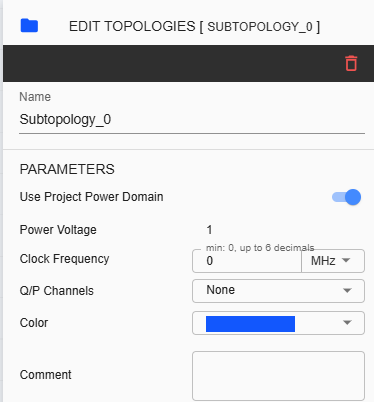 EDIT TOPOLOGIES [ SUBTOPOLOGY_0 ]
Name
Subtopology_0
PARAMETERS
Use Project Power Domain
Power Voltage 1
min: 0, up to 6 decimals
Clock Frequency 0 MHz
Q/P Channels None
Color
Comment